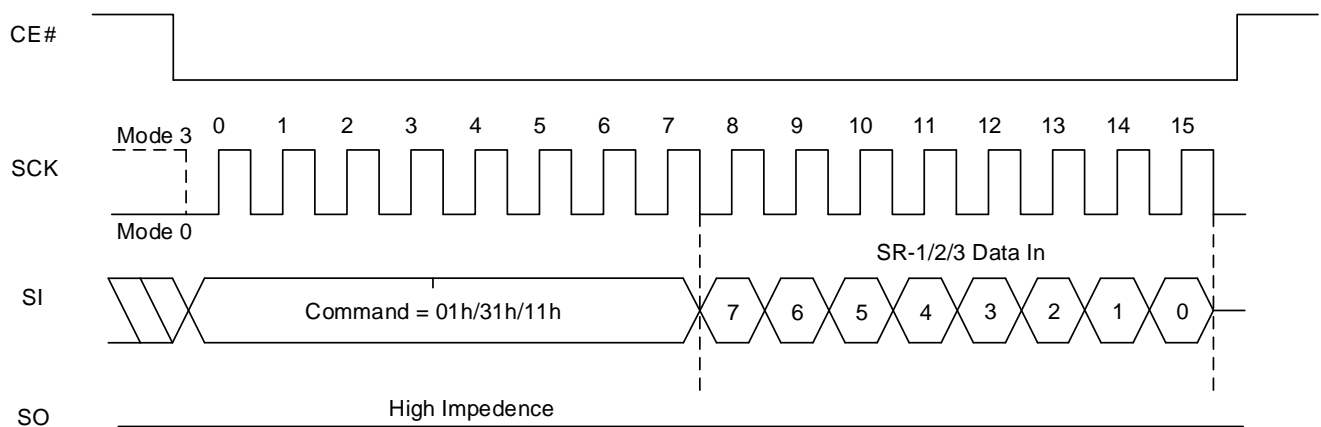 CE#
Mode 3 0 1 2 3 4 5 6 7 8 9 10 11 12 13 14 15
SCK
Mode 0
SR-1/2/3 Data In
SI
Command = 01h/31h/11h 7 6 5 4 3 2 1 0
High Impedence
SO